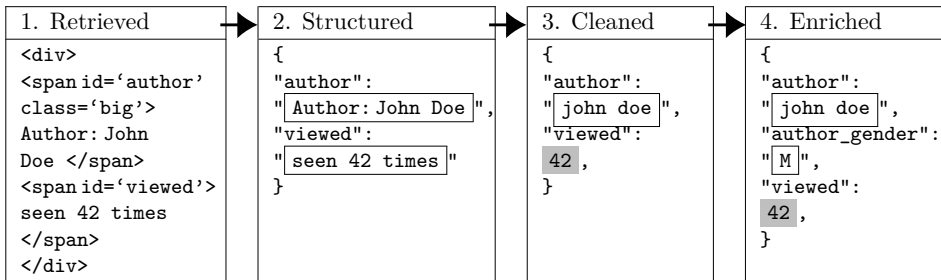 1. Retrieved
<div>
<span id=‘author’
class=‘big’>
Author: John
Doe </span>
<span id=‘viewed’>
seen 42 times
</span>
</div>
2. Structured
{
"author":
"Author: John Doe",
"viewed":
"seen 42 times"
}
3. Cleaned
{
"author":
"john doe",
"viewed":
42,
}
4. Enriched
{
"author":
"john doe",
"author_gender":
"M",
"viewed":
42,
}